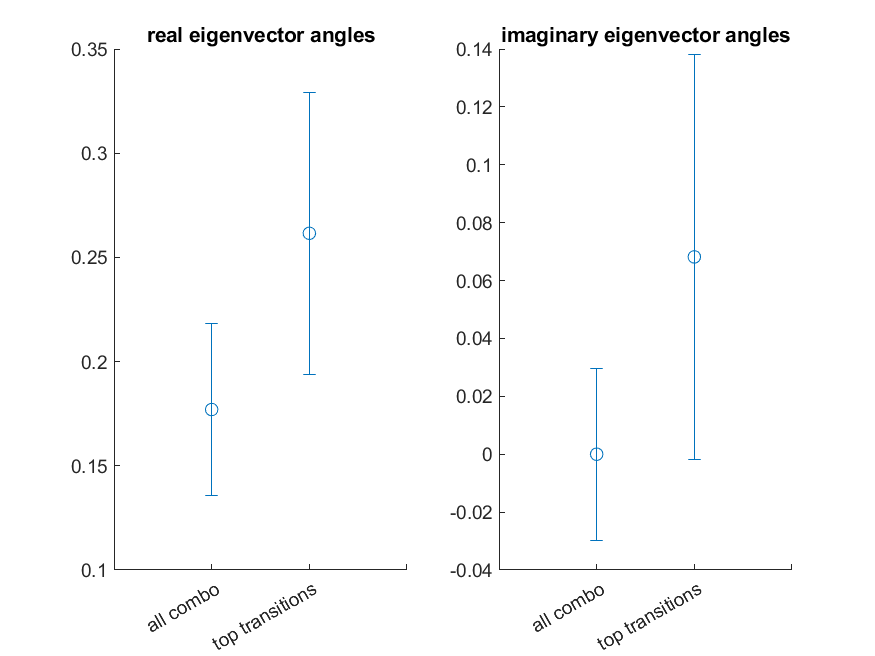 real eigenvector angles
0.35
0.3
0.25
0.2
0.15
0.1
all combo
top transitions
imaginary eigenvector angles
0.14
0.12
0.1
0.08
0.06
0.04
0.02
0
-0.02
-0.04
all combo
top transitions